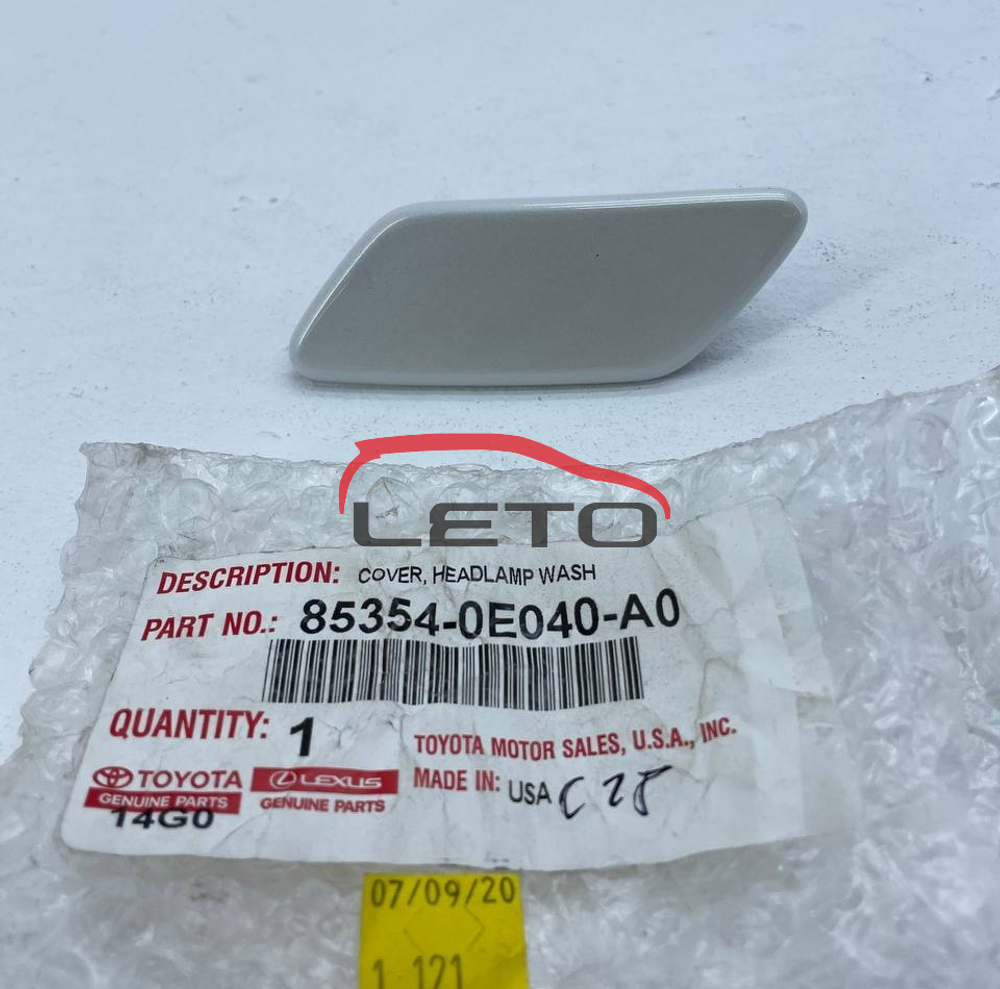 LETO
DESCRIPTION: COVER, HEADLAMP WASH
PART NO.: 85354-0E040-A0
QUANTITY: 1
TOYOTA MOTOR SALES, U.S.A., INC.
TOYOTA
GENUINE PARTS
LEXUS
GENUINE PARTS
MADE IN: USA C 28
14G0
07/09/20
1 121